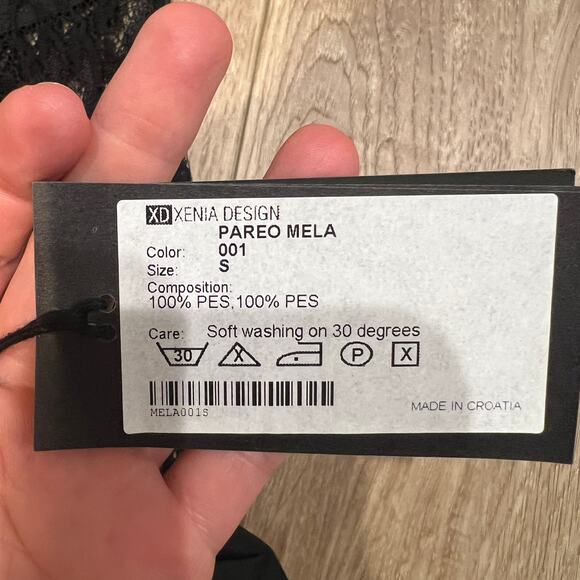 XD XENIA DESIGN
PAREO MELA
Color: 001
Size: S
Composition:
100% PES,100% PES
Care: Soft washing on 30 degrees
30 X P X
MELA001S
MADE IN CROATIA